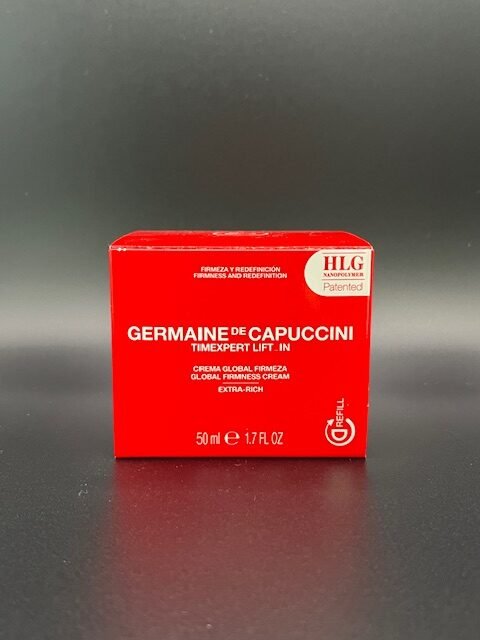 FIRMEZA Y REDEFINICIÓN
FIRMNESS AND REDEFINITION
HLG
NANOPOLYMER
Patented
GERMAINE DE CAPUCCINI
TIMEXPERT LIFT_IN
CREMA GLOBAL FIRMEZA
GLOBAL FIRMNESS CREAM
EXTRA-RICH
REFILL
50 ml ℮ 1.7 FL OZ